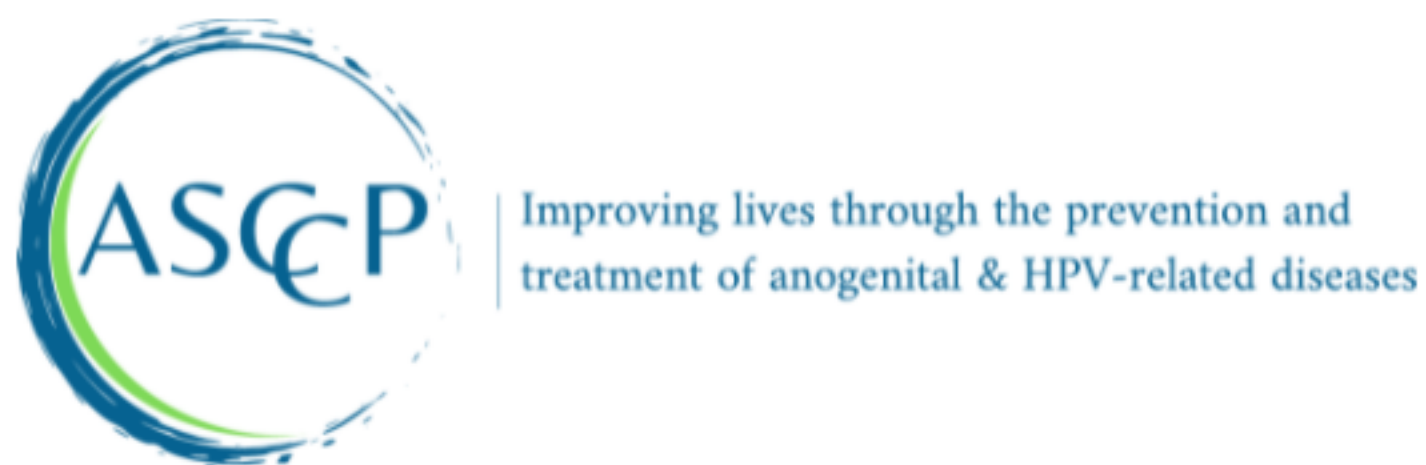 ASCCP
Improving lives through the prevention and
treatment of anogenital & HPV-related diseases